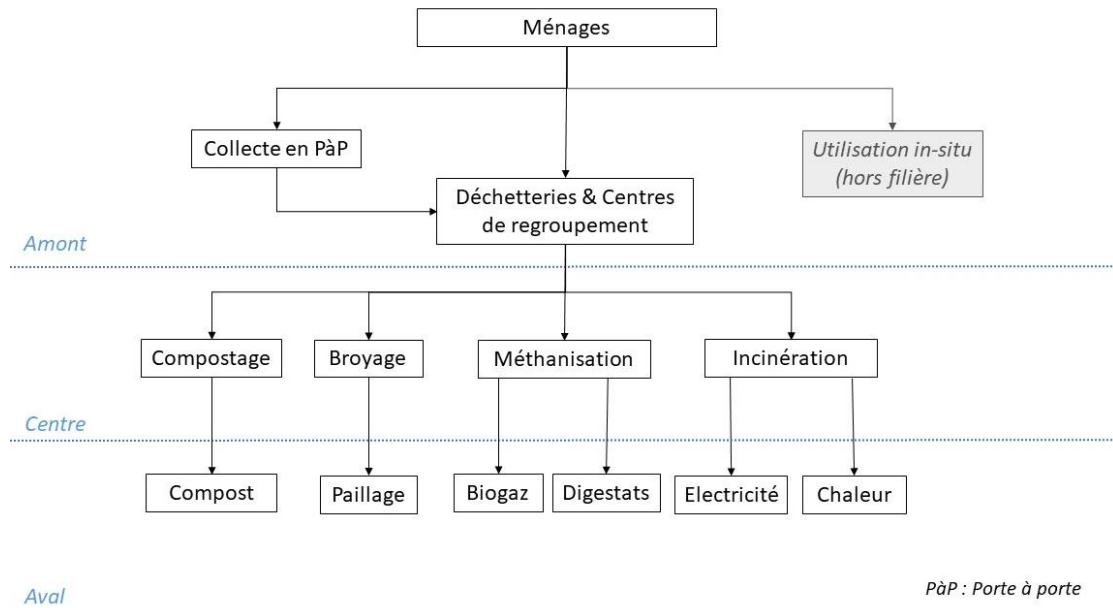 Ménages
Collecte en PàP
Utilisation in-situ
(hors filière)
Déchetteries & Centres
de regroupement
Amont
Compostage
Broyage
Méthanisation
Incinération
Centre
Compost
Paillage
Biogaz
Digestats
Electricité
Chaleur
Aval
PàP : Porte à porte